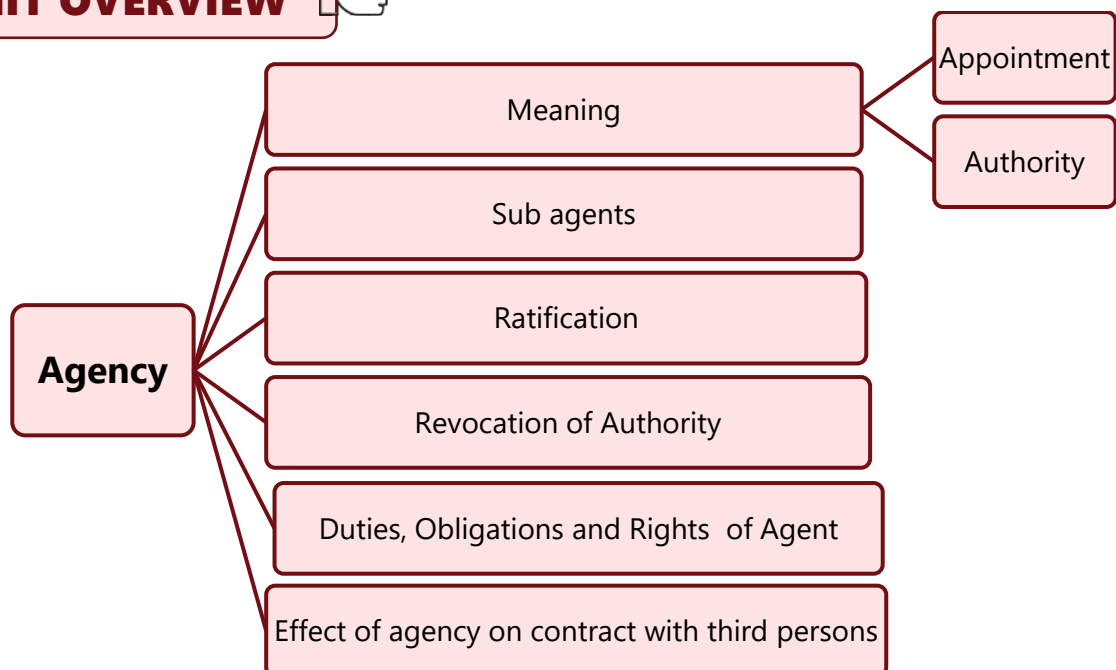 OVERVIEW
Meaning
Appointment
Authority
Sub agents
Ratification
Agency
Revocation of Authority
Duties, Obligations and Rights of Agent
Effect of agency on contract with third persons